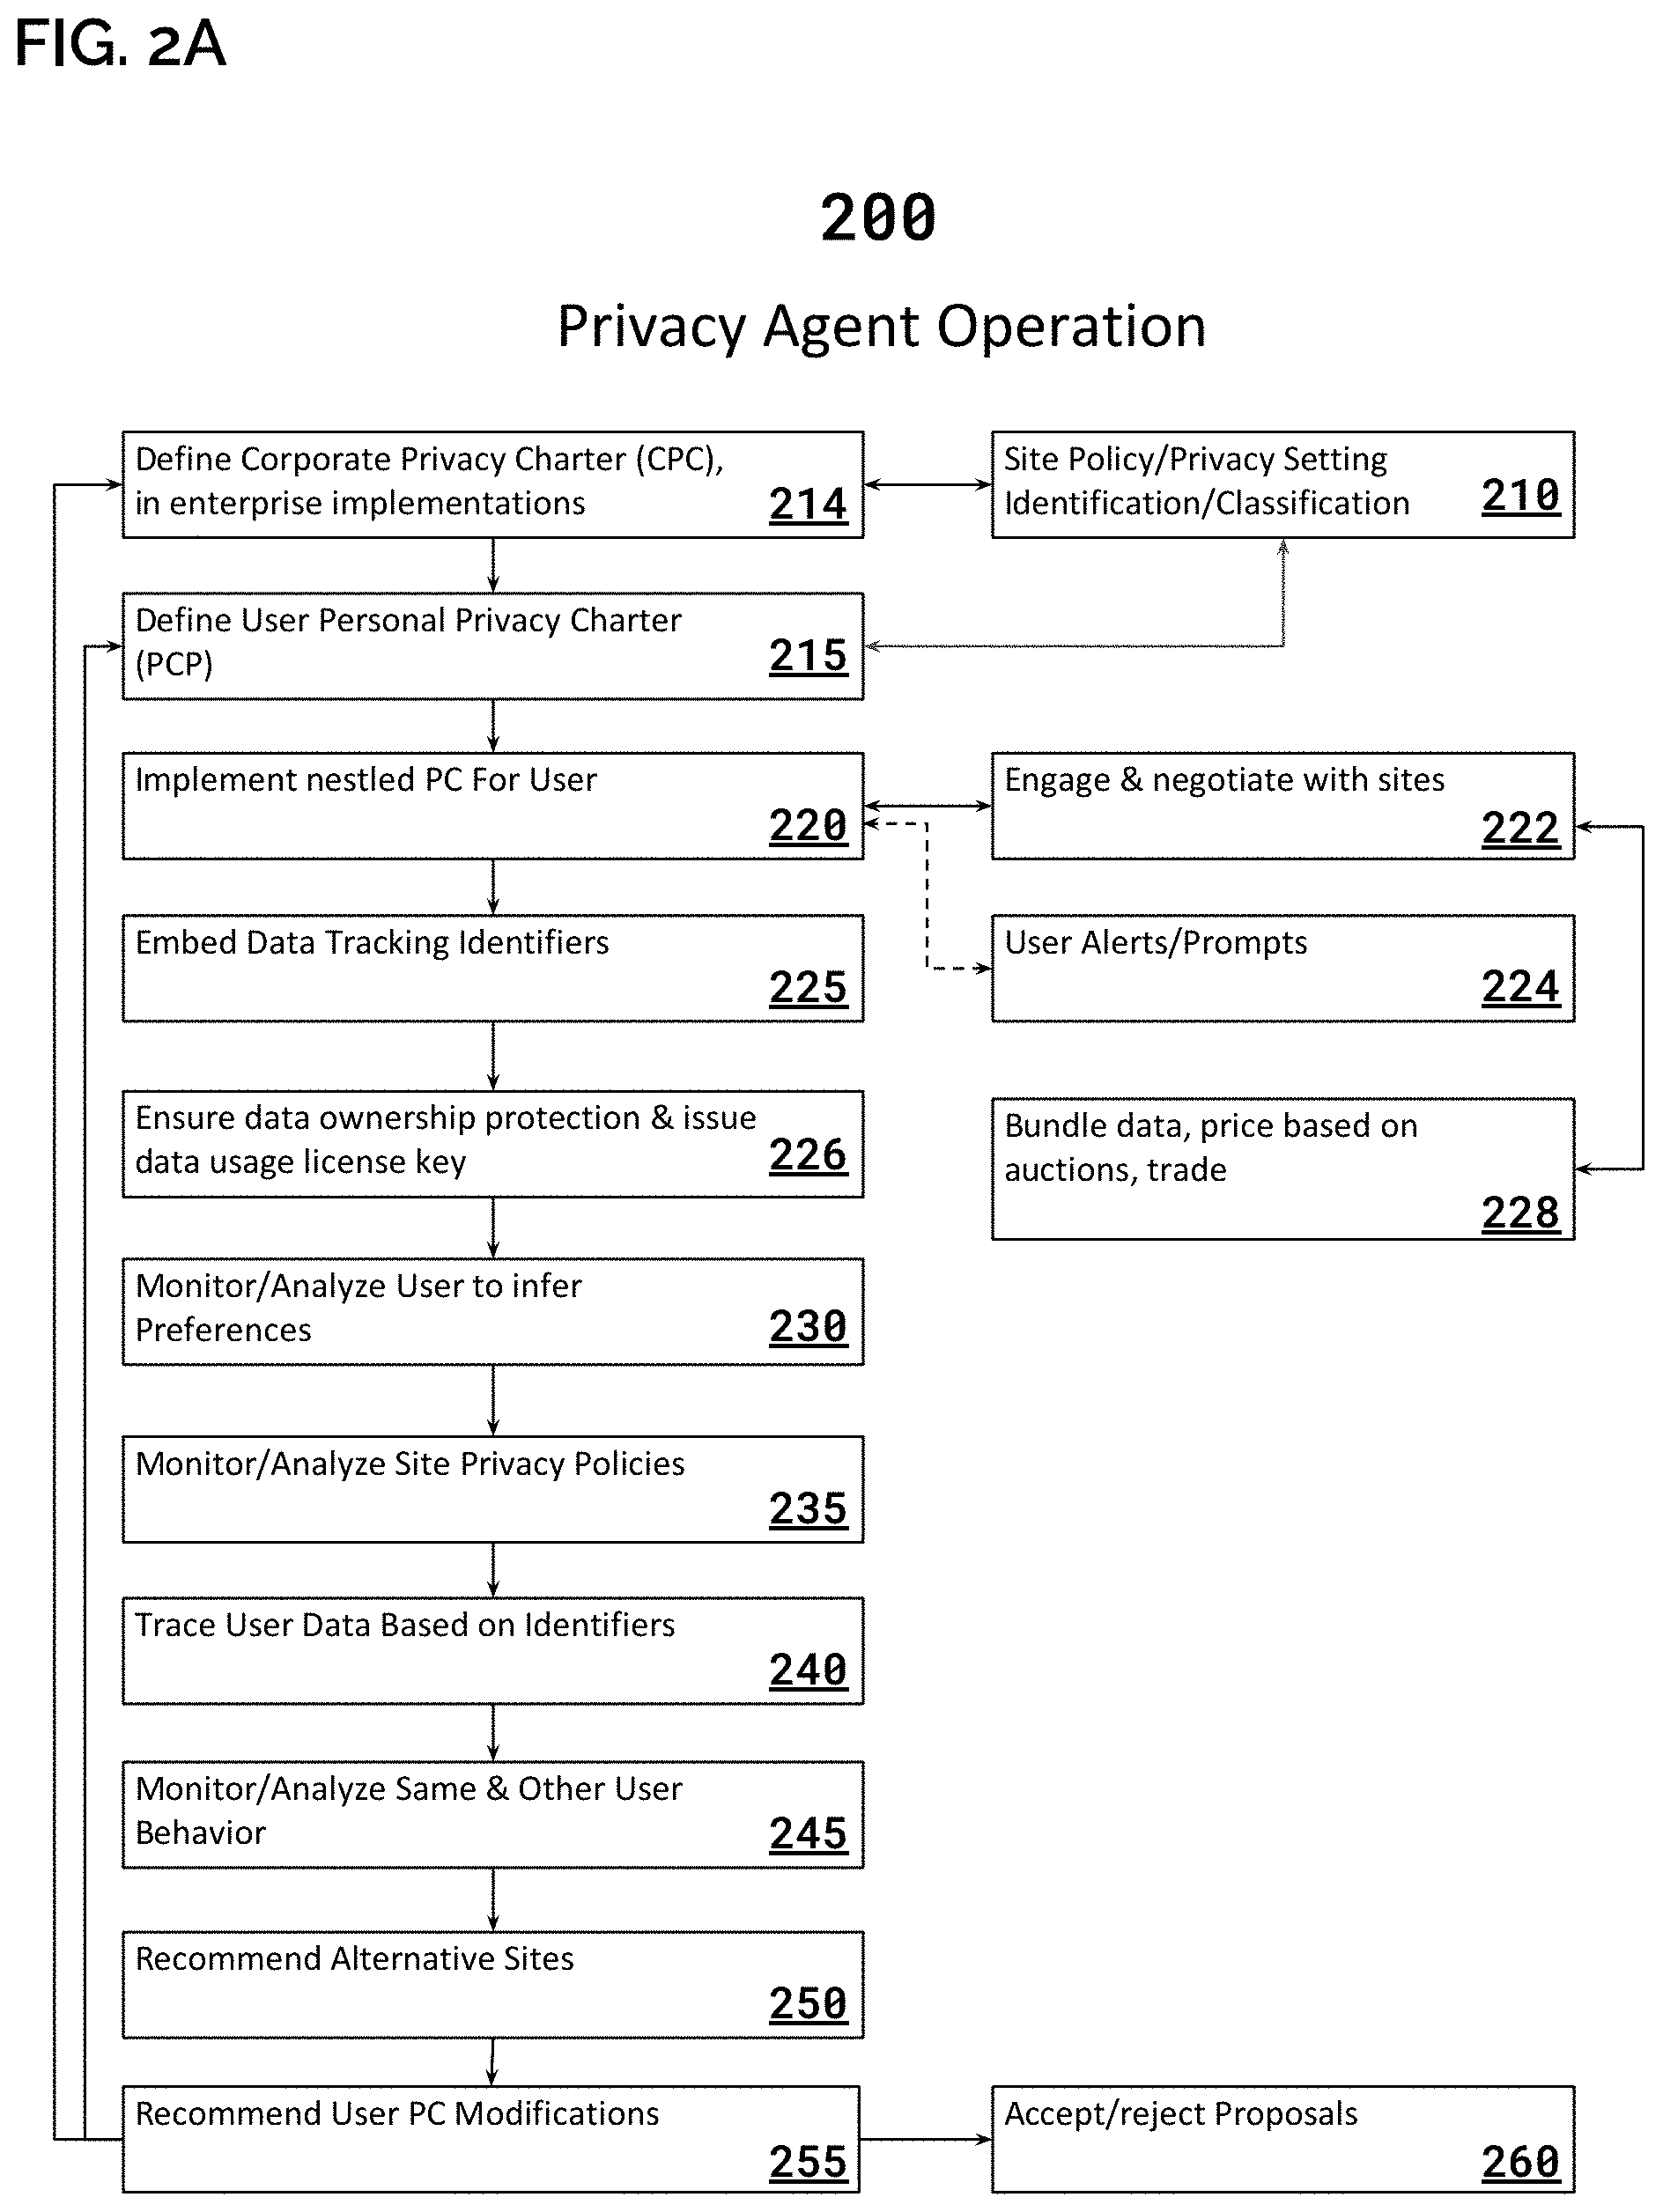 FIG. 2A
200
Privacy Agent Operation
Define Corporate Privacy Charter (CPC),
in enterprise implementations
214
Site Policy/Privacy Setting
Identification/Classification
210
Define User Personal Privacy Charter
(PCP)
215
Implement nestled PC For User
220
Engage & negotiate with sites
222
Embed Data Tracking Identifiers
225
User Alerts/Prompts
224
Ensure data ownership protection & issue
data usage license key
226
Bundle data, price based on
auctions, trade
228
Monitor/Analyze User to infer
Preferences
230
Monitor/Analyze Site Privacy Policies
235
Trace User Data Based on Identifiers
240
Monitor/Analyze Same & Other User
Behavior
245
Recommend Alternative Sites
250
Recommend User PC Modifications
255
Accept/reject Proposals
260